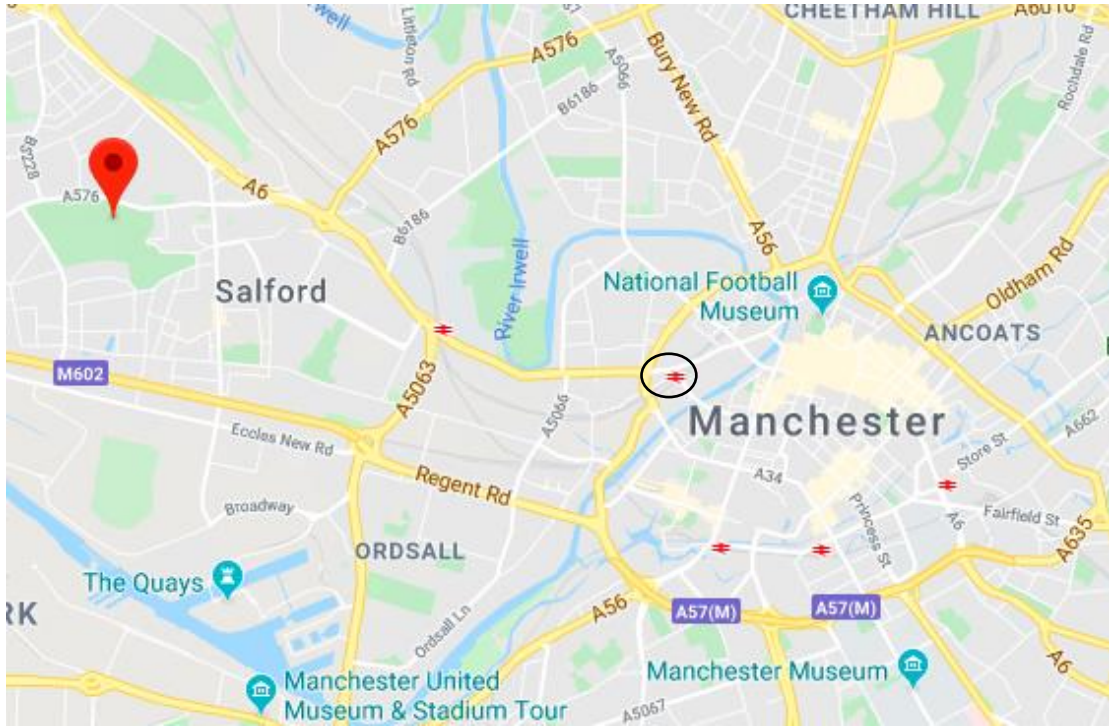 CHEETHAM HILL
A6010
Irwell
Littleton Rd
A576
A5066
Bury New Rd
Rochdale Rd
B6186
A576
B5228
A576
A6
B6186
River Irwell
A56
National Football
Museum
Oldham Rd
Salford
ANCOATS
M602
A5063
A5066
Manchester
Eccles New Rd
Store St
A662
Regent Rd
A34
Broadway
Princess St
A6
Fairfield St
A635
ORDSALL
The Quays
RK
Ordsall Ln
A56
A57(M)
A57(M)
A6
Manchester United
Museum & Stadium Tour
Manchester Museum
A5067